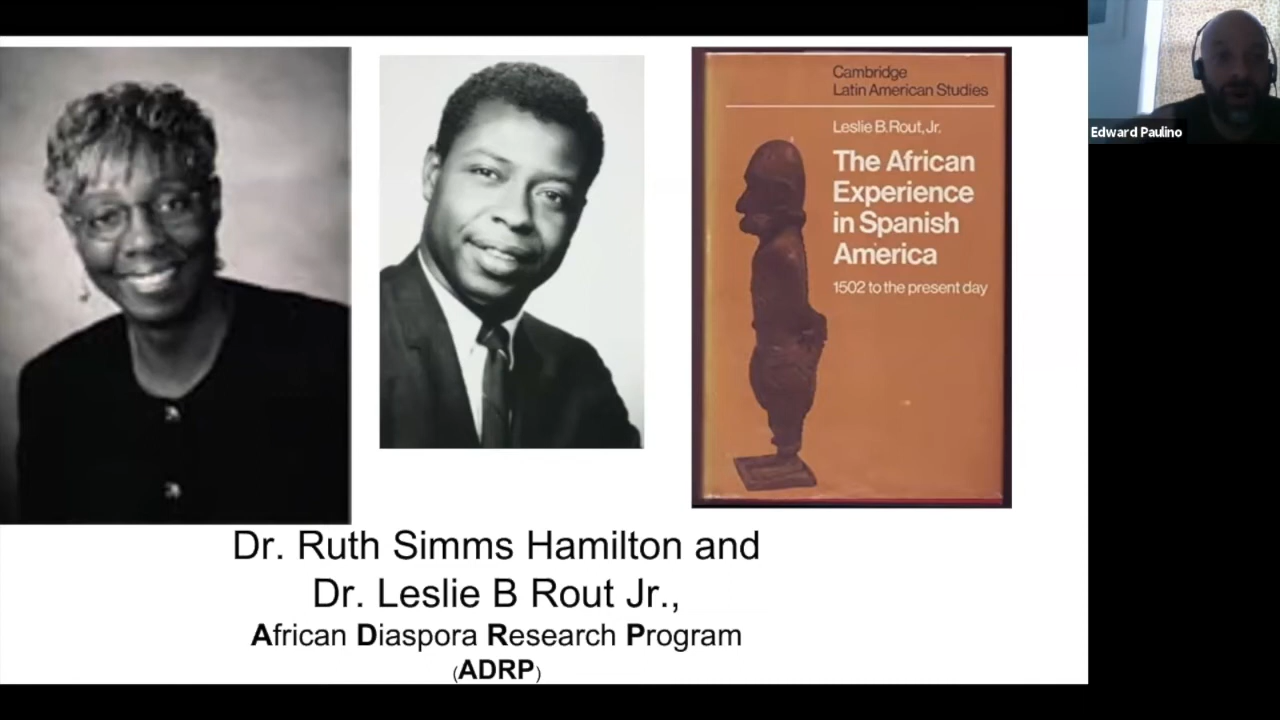 Cambridge
Latin American Studies
Leslie B. Rout, Jr.
The African
Experience
in Spanish
America
1502 to the present day
Edward Paulino
Dr. Ruth Simms Hamilton and
Dr. Leslie B Rout Jr.,
African Diaspora Research Program
(ADRP)